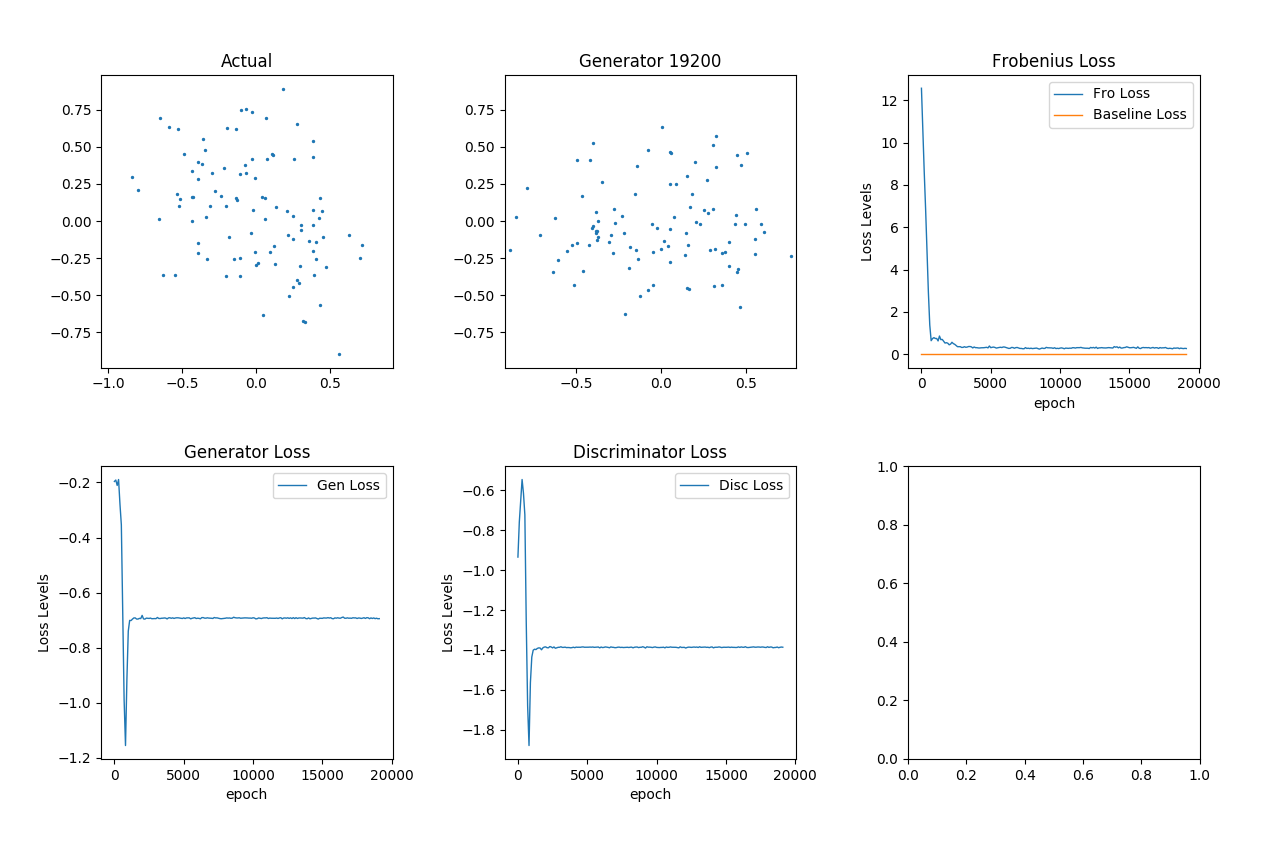 Actual
0.75
0.50
0.25
0.00
−0.25
−0.50
−0.75
−1.0 −0.5 0.0 0.5
Generator 19200
0.75
0.50
0.25
0.00
−0.25
−0.50
−0.75
−0.5 0.0 0.5
Frobenius Loss
Fro Loss
Baseline Loss
Loss Levels
12
10
8
6
4
2
0
0 5000 10000 15000 20000
epoch
Generator Loss
Gen Loss
Loss Levels
−0.2
−0.4
−0.6
−0.8
−1.0
−1.2
0 5000 10000 15000 20000
epoch
Discriminator Loss
Disc Loss
Loss Levels
−0.6
−0.8
−1.0
−1.2
−1.4
−1.6
−1.8
0 5000 10000 15000 20000
epoch
1.0
0.8
0.6
0.4
0.2
0.0
0.0 0.2 0.4 0.6 0.8 1.0